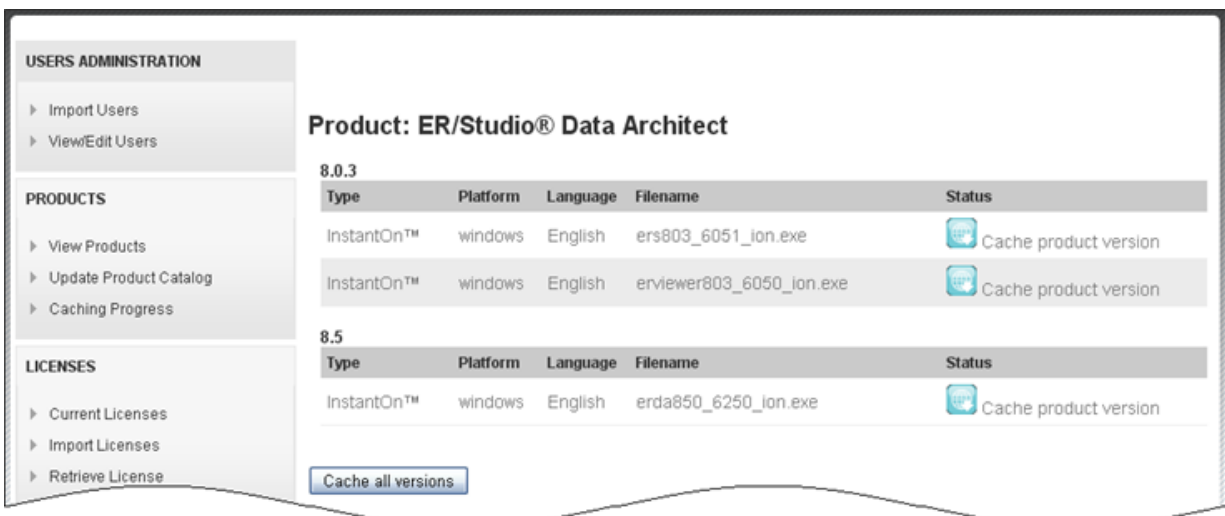 USERS ADMINISTRATION
Import Users
View/Edit Users
PRODUCTS
View Products
Update Product Catalog
Caching Progress
LICENSES
Current Licenses
Import Licenses
Retrieve License
Product: ER/Studio® Data Architect
8.0.3
Type Platform Language Filename Status
InstantOn™ windows English ers803_6051_ion.exe Cache product version
InstantOn™ windows English erviewer803_6050_ion.exe Cache product version
8.5
Type Platform Language Filename Status
InstantOn™ windows English erda850_6250_ion.exe Cache product version
Cache all versions